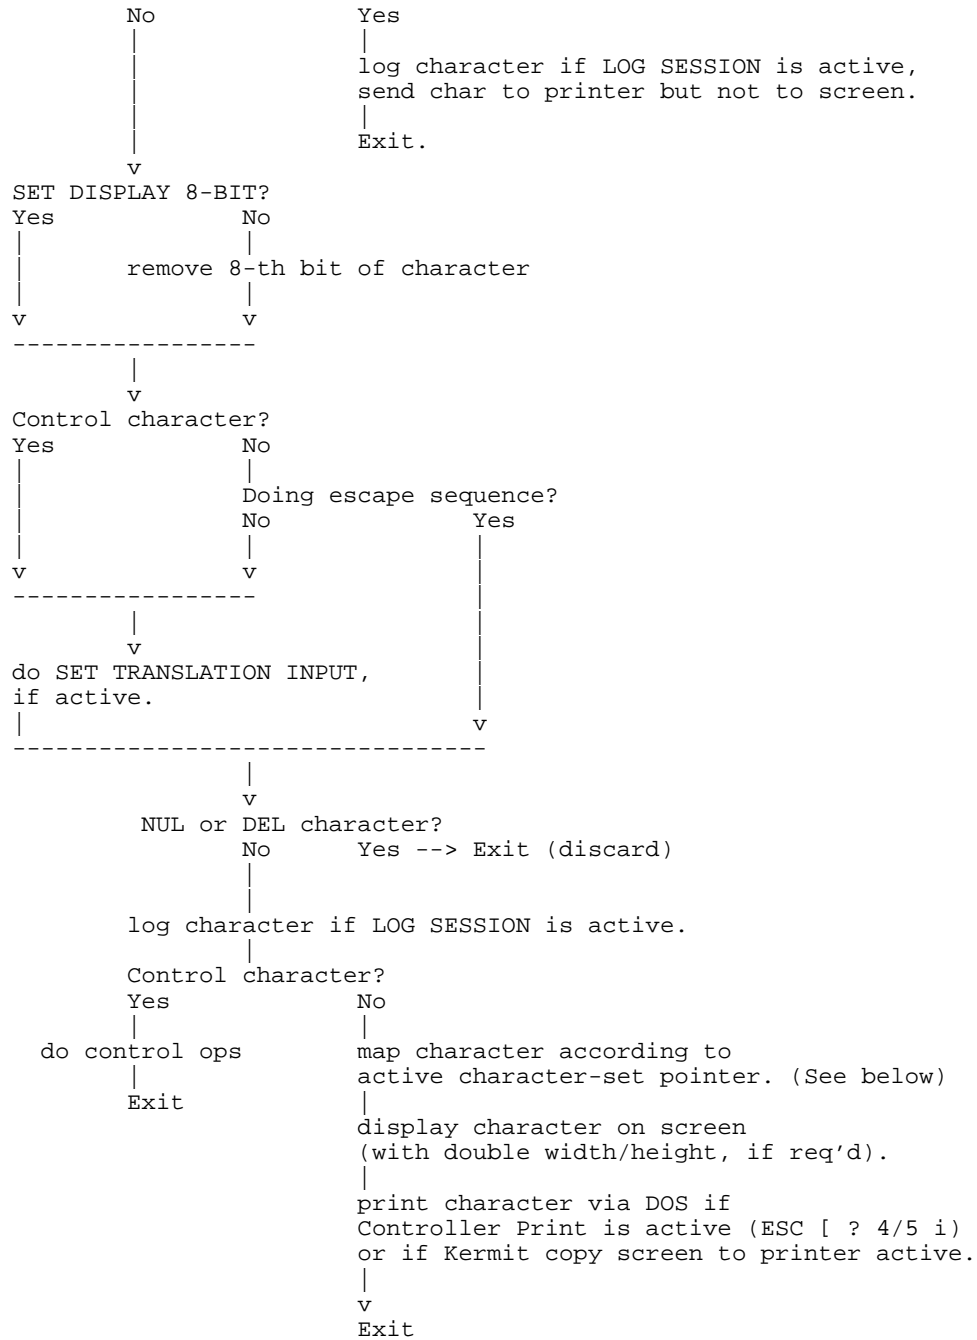 No Yes
log character if LOG SESSION is active,
send char to printer but not to screen.
Exit.
v
SET DISPLAY 8-BIT?
Yes No
remove 8-th bit of character
v v
-----------------
v
Control character?
Yes No
Doing escape sequence?
No Yes
v v
-----------------
v
do SET TRANSLATION INPUT,
if active.
v
---------------------------------
v
NUL or DEL character?
No Yes --> Exit (discard)
log character if LOG SESSION is active.
Control character?
Yes No
do control ops map character according to
active character-set pointer. (See below)
Exit
display character on screen
(with double width/height, if req'd).
print character via DOS if
Controller Print is active (ESC [ ? 4/5 i)
or if Kermit copy screen to printer active.
v
Exit